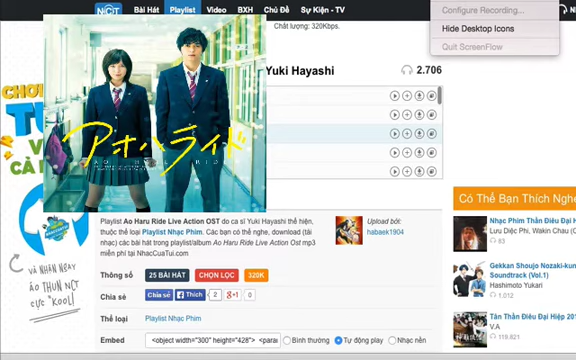 NCT Bài Hát Playlist Video BXH Chủ Đề Sự Kiện - TV
Configure Recording...
Hide Desktop Icons
Quit ScreenFlow
Chất lượng: 320Kbps.
Yuki Hayashi
2.706
アオハライド
AO HARU RIDE
Playlist Ao Haru Ride Live Action OST do ca sĩ Yuki Hayashi thể hiện,
thuộc thể loại Playlist Nhạc Phim. Các bạn có thể nghe, download (tải
nhạc) các bài hát trong playlist/album Ao Haru Ride Live Action OST mp3
miễn phí tại NhacCuaTui.com
Upload bởi:
habaek1904
Thông số 25 BÀI HÁT CHỌN LỌC 320K
Chia sẻ Chia sẻ Thích 2 +1 0
Thể loại Playlist Nhạc Phim
Embed <object width="300" height="428"> <para Bình thường Tự động play Nhạc nền
VÀ NHẬN NGAY
ÁO THUN NCT
CỰC "KOOL!
Có Thể Bạn Thích Nghe
Nhạc Phim Thần Điêu Đại H
Lưu Diệc Phi, Wakin Chau (C
83
Gekkan Shoujo Nozaki-kun
Soundtrack (Vol.1)
Hashimoto Yukari
1.012
Tân Thần Điêu Đại Hiệp 20
V.A
119.821